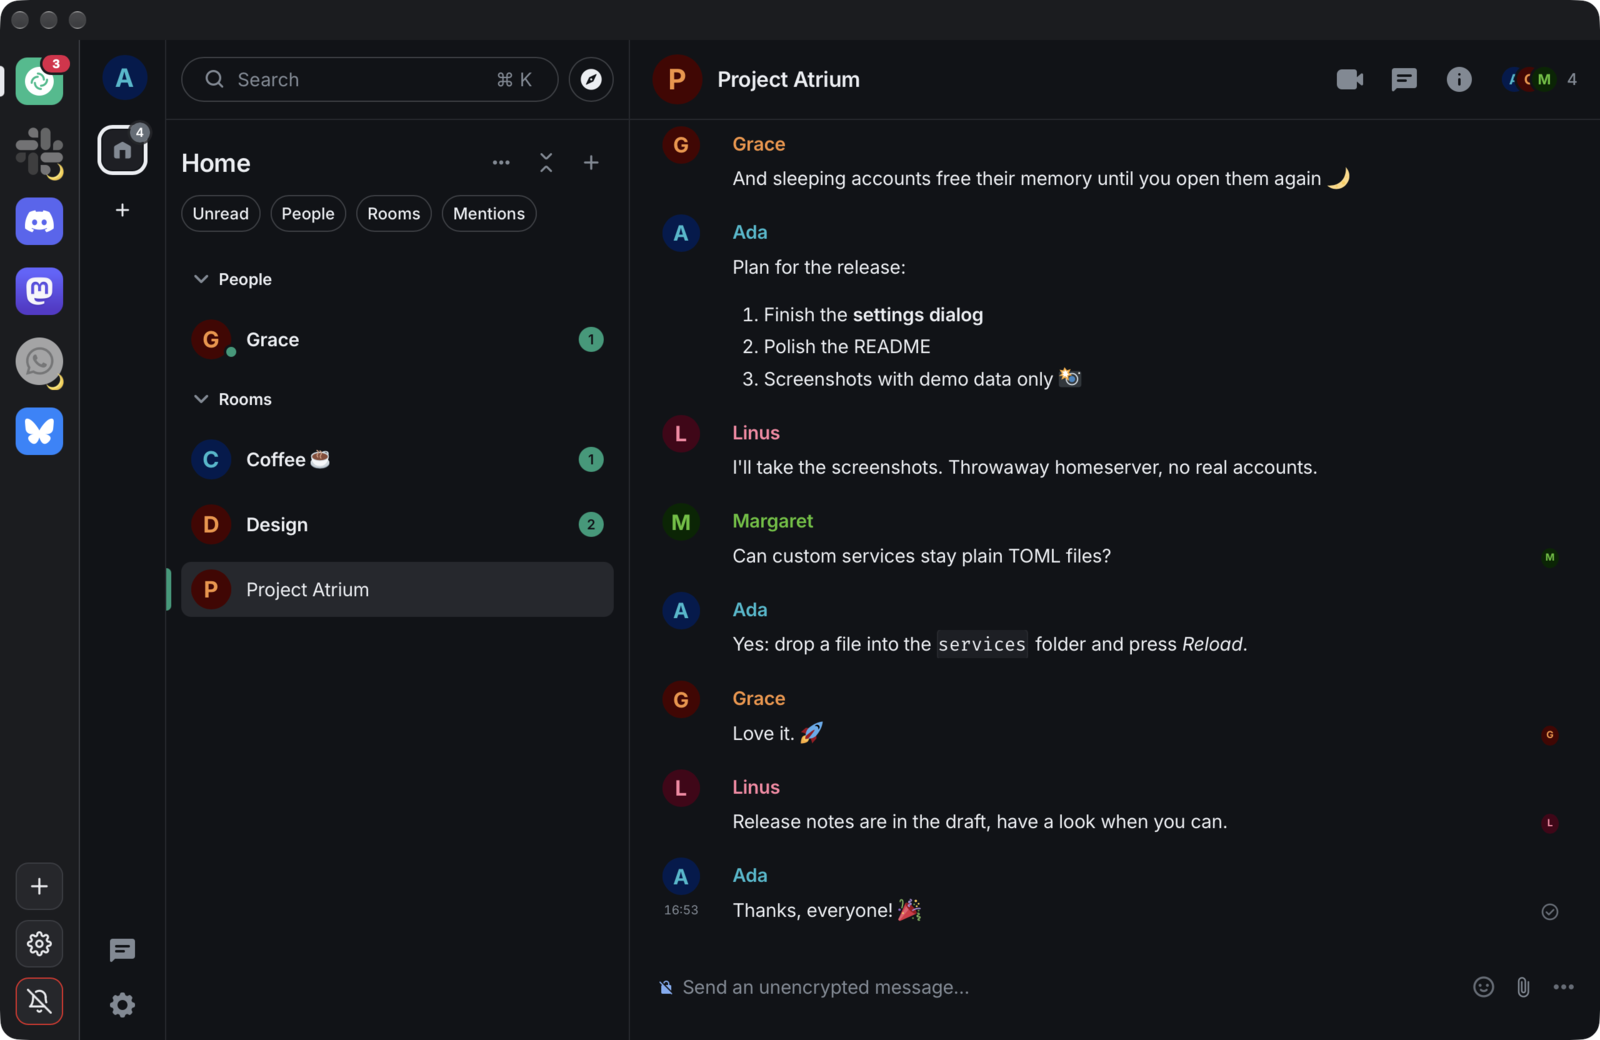 3
A
4
Search ⌘ K
Home
Unread People Rooms Mentions
People
G Grace 1
Rooms
C Coffee ☕ 1
D Design 2
P Project Atrium
P Project Atrium
A M 4
G Grace
And sleeping accounts free their memory until you open them again 🌙
A Ada
Plan for the release:
1. Finish the settings dialog
2. Polish the README
3. Screenshots with demo data only 📸
L Linus
I'll take the screenshots. Throwaway homeserver, no real accounts.
M Margaret
Can custom services stay plain TOML files?
M
A Ada
Yes: drop a file into the services folder and press Reload.
G Grace
Love it. 🚀
G
L Linus
Release notes are in the draft, have a look when you can.
L
A Ada
16:53 Thanks, everyone! 🎉
Send an unencrypted message...